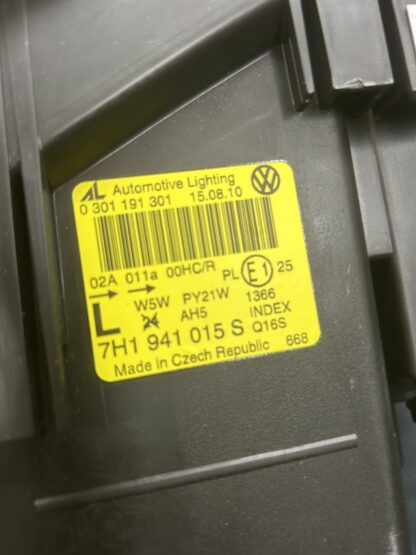 AL Automotive Lighting
0 301 191 301 15.08.10
02A 011a 00HC/R PL E1 25
W5W PY21W 1366
L AH5 INDEX
7H1 941 015 S Q16S
Made in Czech Republic 668